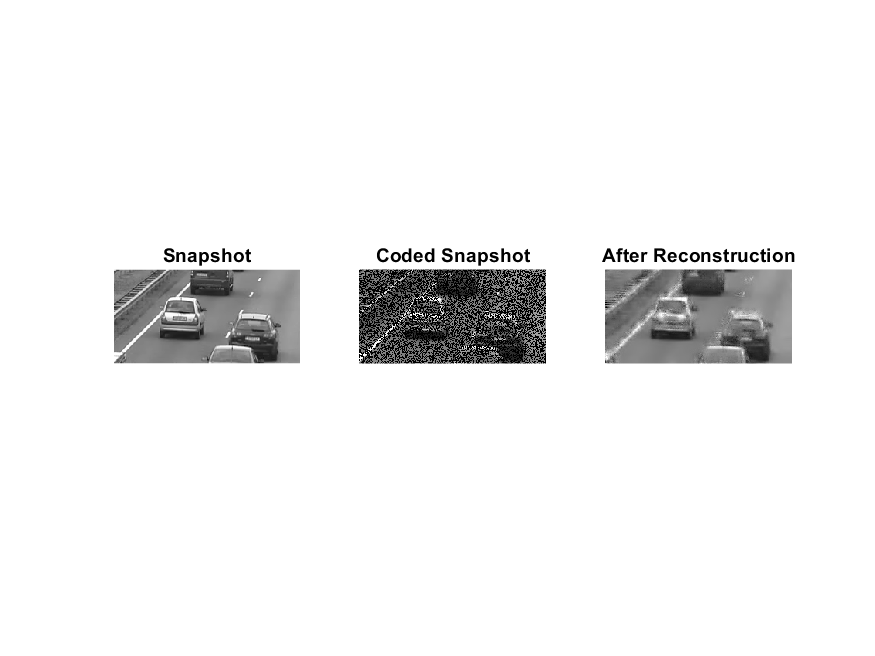 Snapshot
Coded Snapshot
After Reconstruction